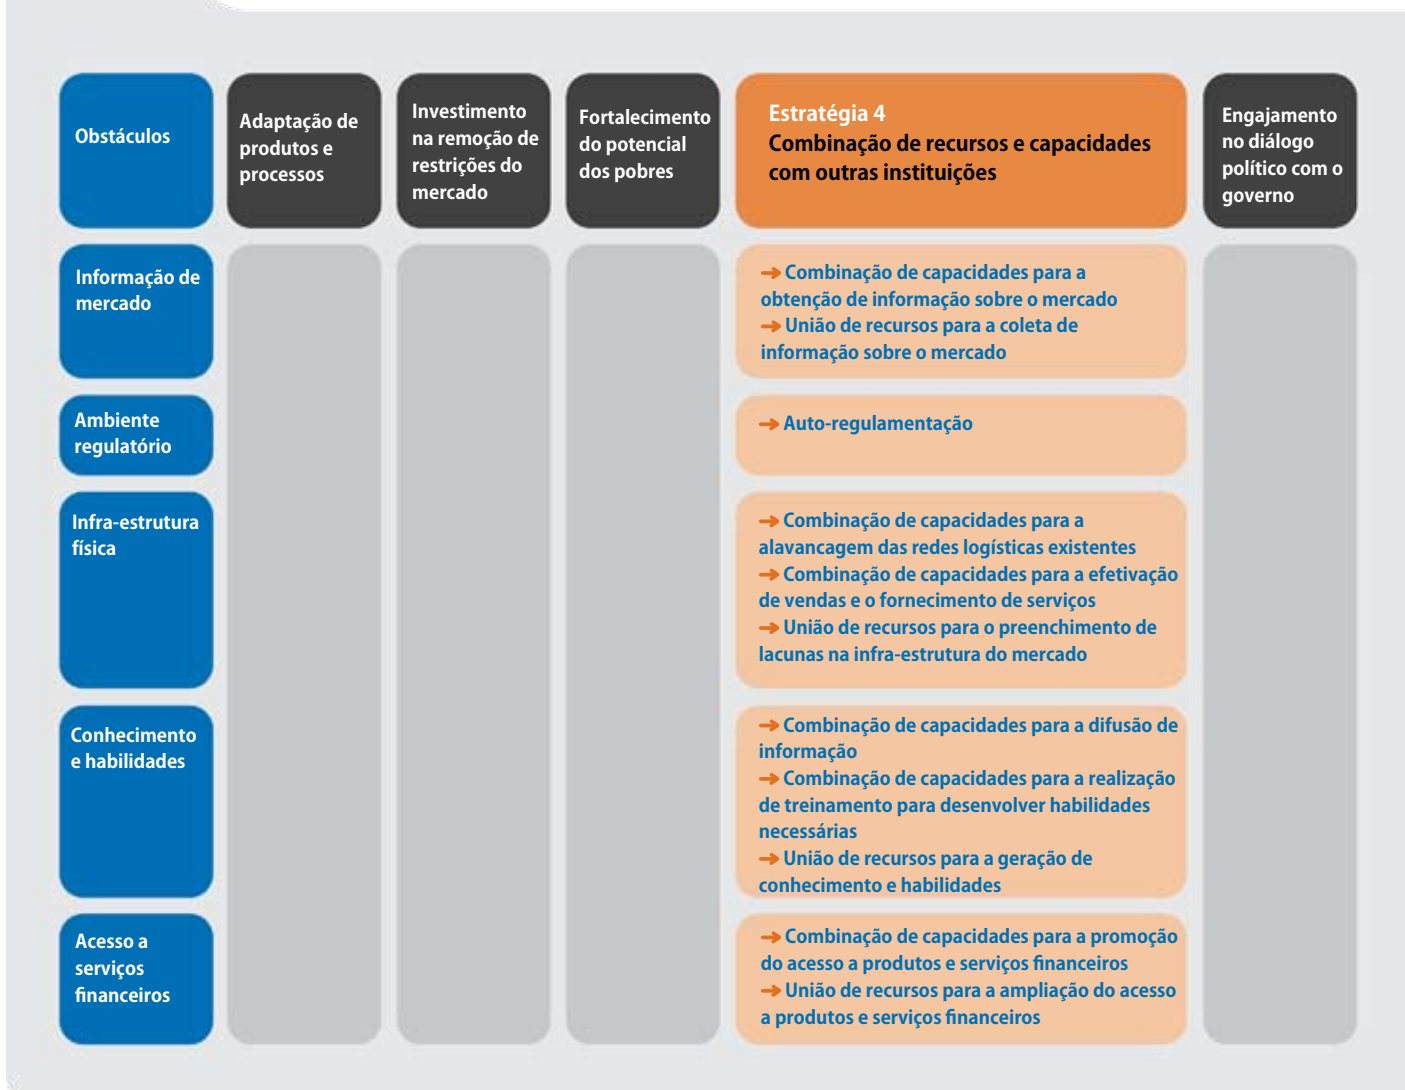 Obstáculos
Adaptação de
produtos e
processos
Investimento
na remoção de
restrições do
mercado
Fortalecimento
do potencial
dos pobres
Estratégia 4
Combinação de recursos e capacidades
com outras instituições
Engajamento
no diálogo
político com o
governo
Informação de
mercado
→ Combinação de capacidades para a
obtenção de informação sobre o mercado
→ União de recursos para a coleta de
informação sobre o mercado
Ambiente
regulatório
→ Auto-regulamentação
Infra-estrutura
física
→ Combinação de capacidades para a
alavancagem das redes logísticas existentes
→ Combinação de capacidades para a efetivação
de vendas e o fornecimento de serviços
→ União de recursos para o preenchimento de
lacunas na infra-estrutura do mercado
Conhecimento
e habilidades
→ Combinação de capacidades para a difusão de
informação
→ Combinação de capacidades para a realização
de treinamento para desenvolver habilidades
necessárias
→ União de recursos para a geração de
conhecimento e habilidades
Acesso a
serviços
financeiros
→ Combinação de capacidades para a promoção
do acesso a produtos e serviços financeiros
→ União de recursos para a ampliação do acesso
a produtos e serviços financeiros